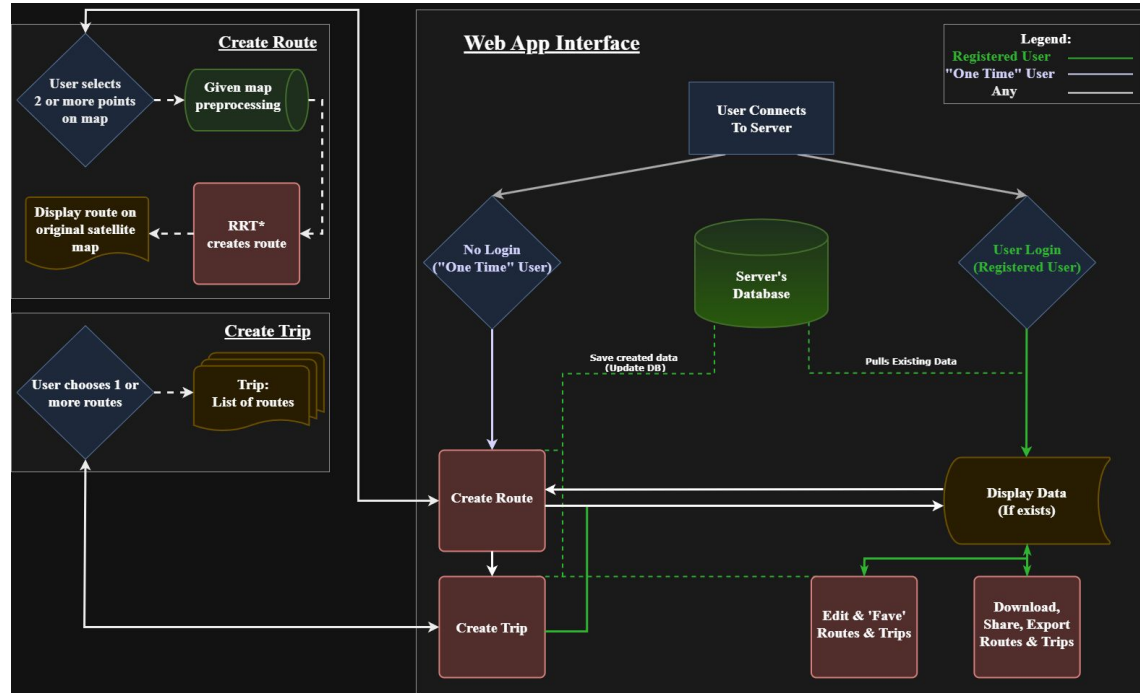 Create Route
User selects
2 or more points
on map
Given map
preprocessing
RRT*
creates route
Display route on
original satellite
map
Create Trip
User chooses 1 or
more routes
Trip:
List of routes
Web App Interface
Legend:
Registered User
"One Time" User
Any
User Connects
To Server
No Login
("One Time" User)
Server's
Database
User Login
(Registered User)
Save created data
(Update DB)
Pulls Existing Data
Create Route
Display Data
(If exists)
Create Trip
Edit & 'Fave'
Routes & Trips
Download,
Share, Export
Routes & Trips